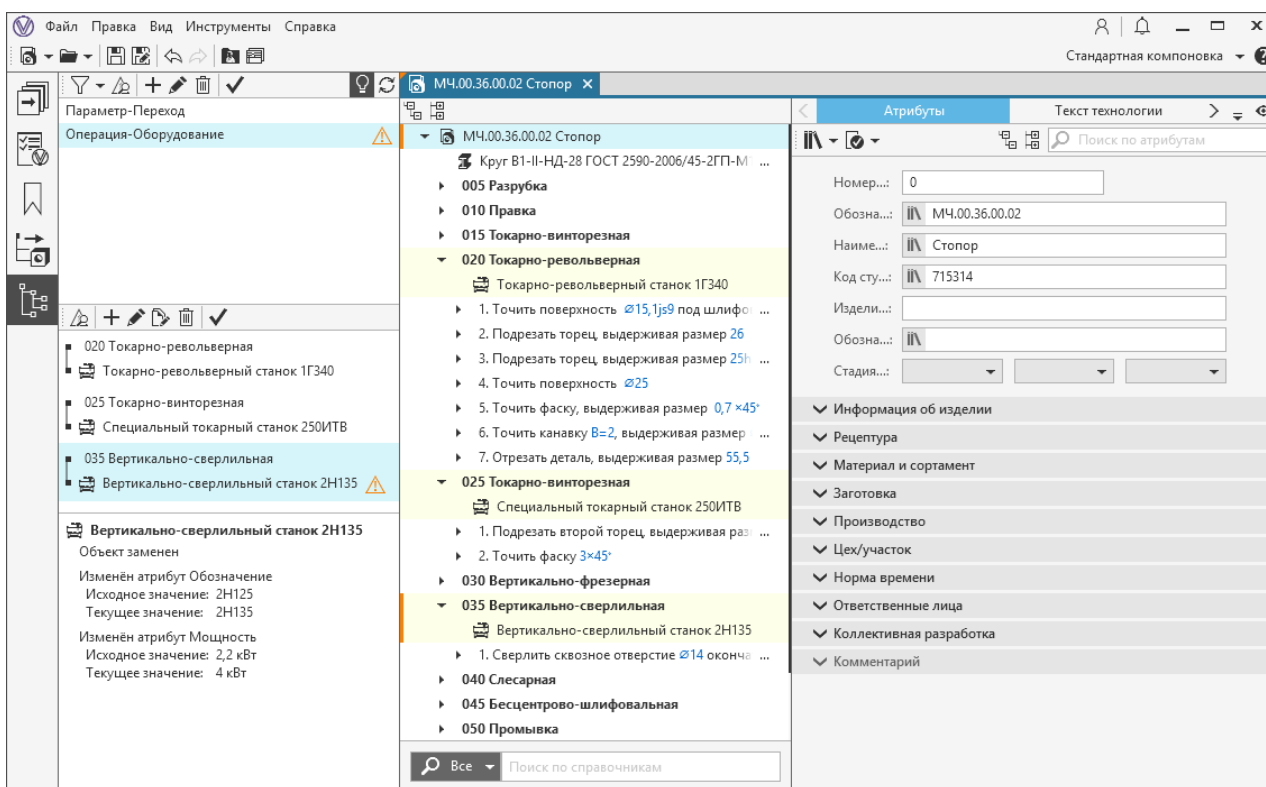 Файл Правка Вид Инструменты Справка
Стандартная компоновка
Параметр-Переход
Операция-Оборудование
020 Токарно-револьверная
Токарно-револьверный станок 1Г340
025 Токарно-винторезная
Специальный токарный станок 250ИТВ
035 Вертикально-сверлильная
Вертикально-сверлильный станок 2Н135
Вертикально-сверлильный станок 2Н135
Объект заменен
Изменён атрибут Обозначение
Исходное значение: 2Н125
Текущее значение: 2Н135
Изменён атрибут Мощность
Исходное значение: 2,2 кВт
Текущее значение: 4 кВт
МЧ.00.36.00.02 Стопор
МЧ.00.36.00.02 Стопор
Круг В1-II-НД-28 ГОСТ 2590-2006/45-2ГП-М ...
005 Разрубка
010 Правка
015 Токарно-винторезная
020 Токарно-револьверная
Токарно-револьверный станок 1Г340
1. Точить поверхность ⌀15,1js9 под шлифо ...
2. Подрезать торец, выдерживая размер 26
3. Подрезать торец, выдерживая размер 25h ...
4. Точить поверхность ⌀25
5. Точить фаску, выдерживая размер 0,7 ×45°
6. Точить канавку B=2, выдерживая размер ...
7. Отрезать деталь, выдерживая размер 55,5
025 Токарно-винторезная
Специальный токарный станок 250ИТВ
1. Подрезать второй торец, выдерживая раз ...
2. Точить фаску 3×45°
030 Вертикально-фрезерная
035 Вертикально-сверлильная
Вертикально-сверлильный станок 2Н135
1. Сверлить сквозное отверстие ⌀14 оконча ...
040 Слесарная
045 Бесцентрово-шлифовальная
050 Промывка
Все Поиск по справочникам
Атрибуты Текст технологии
Поиск по атрибутам
Номер...: 0
Обозна...: МЧ.00.36.00.02
Наиме...: Стопор
Код сту...: 715314
Издели...:
Обозна...:
Стадия...:
Информация об изделии
Рецептура
Материал и сортамент
Заготовка
Производство
Цех/участок
Норма времени
Ответственные лица
Коллективная разработка
Комментарий